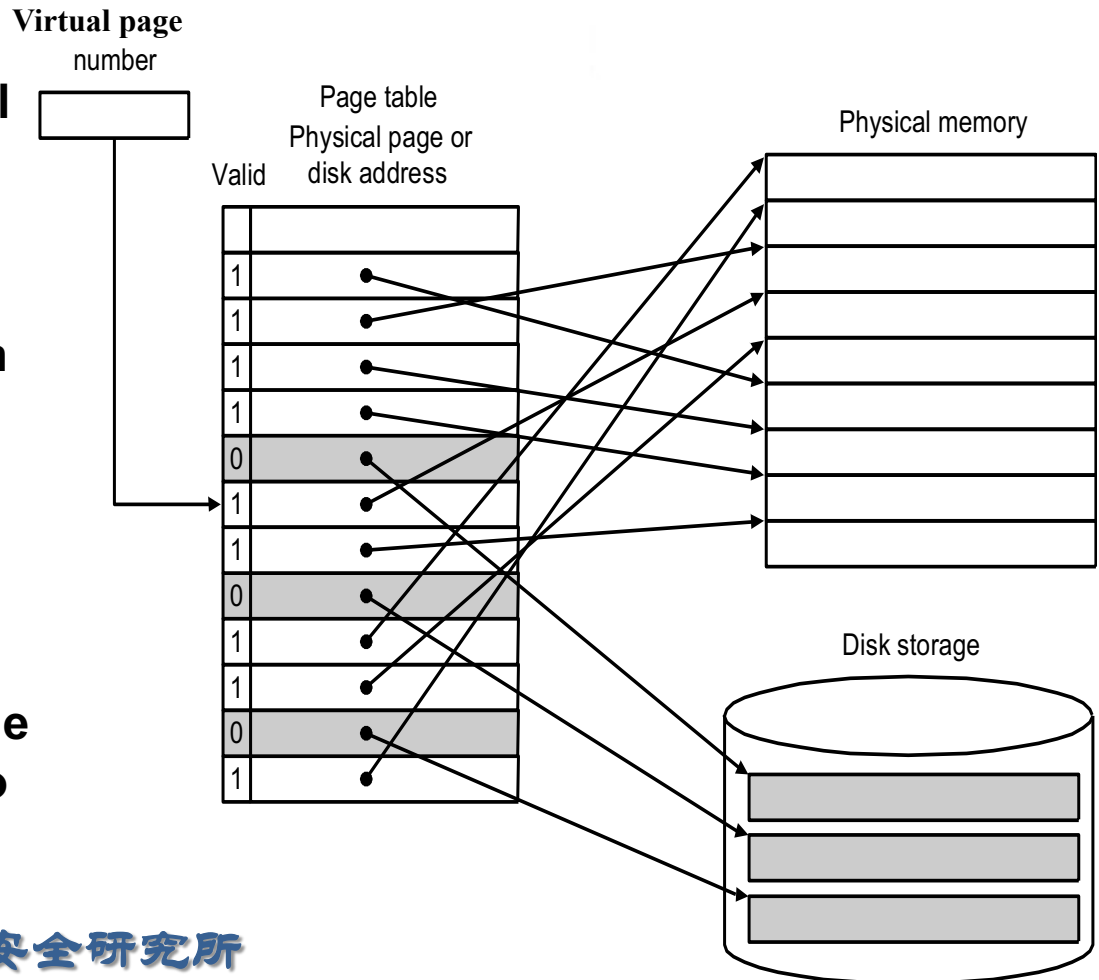 Virtual page
number
Page table
Physical page or
disk address
Valid
Physical memory
1
1
1
1
0
1
1
0
1
1
0
1
Disk storage
安全研究所